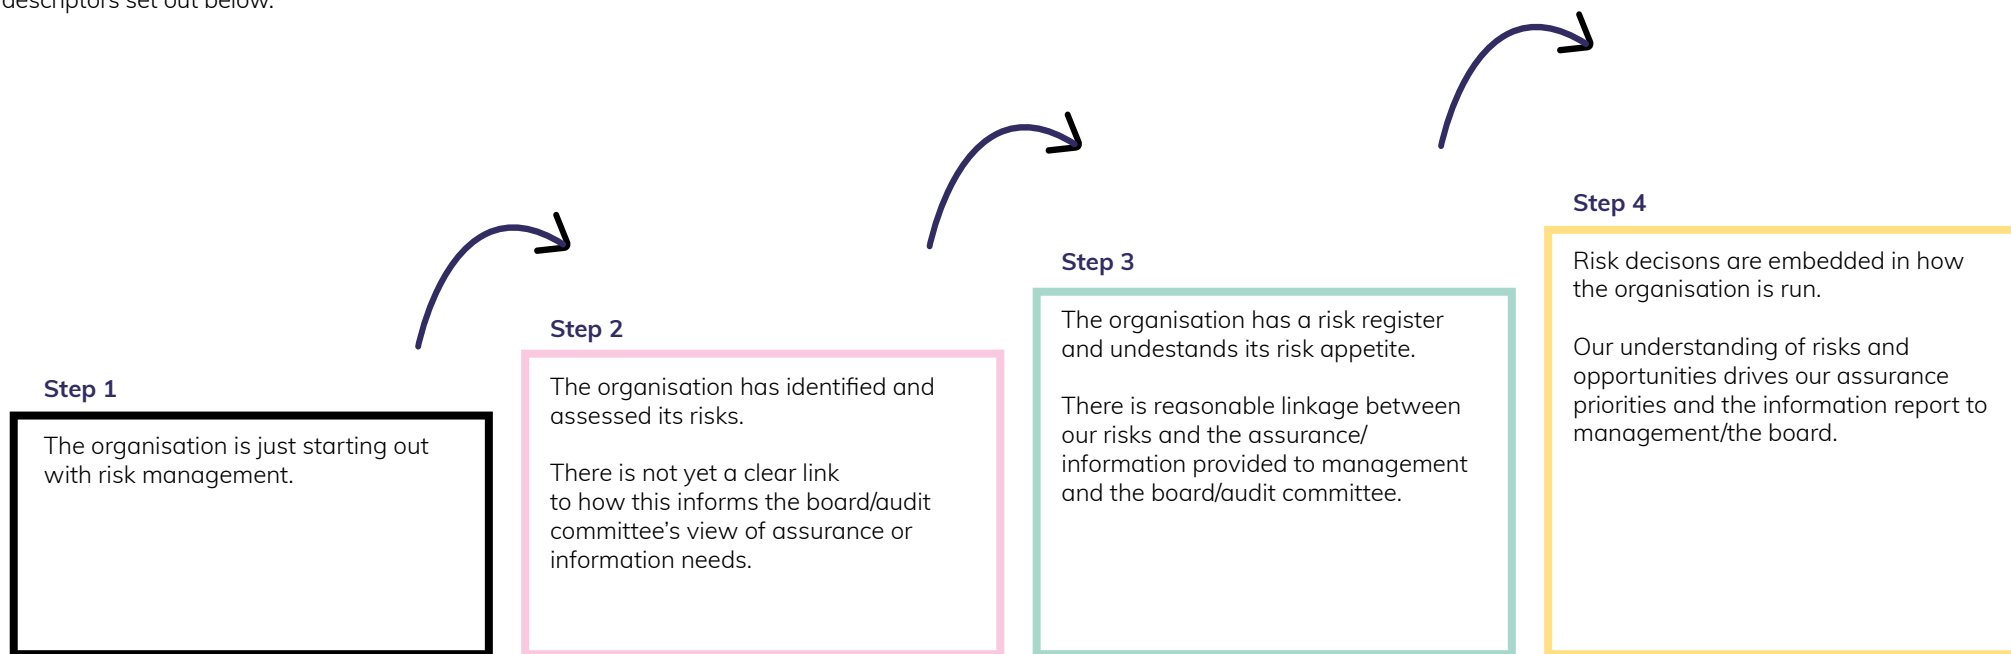 descriptors set out below.
Step 1
The organisation is just starting out
with risk management.
Step 2
The organisation has identified and
assessed its risks.
There is not yet a clear link
to how this informs the board/audit
committee’s view of assurance or
information needs.
Step 3
The organisation has a risk register
and undestands its risk appetite.
There is reasonable linkage between
our risks and the assurance/
information provided to management
and the board/audit committee.
Step 4
Risk decisons are embedded in how
the organisation is run.
Our understanding of risks and
opportunities drives our assurance
priorities and the information report to
management/the board.